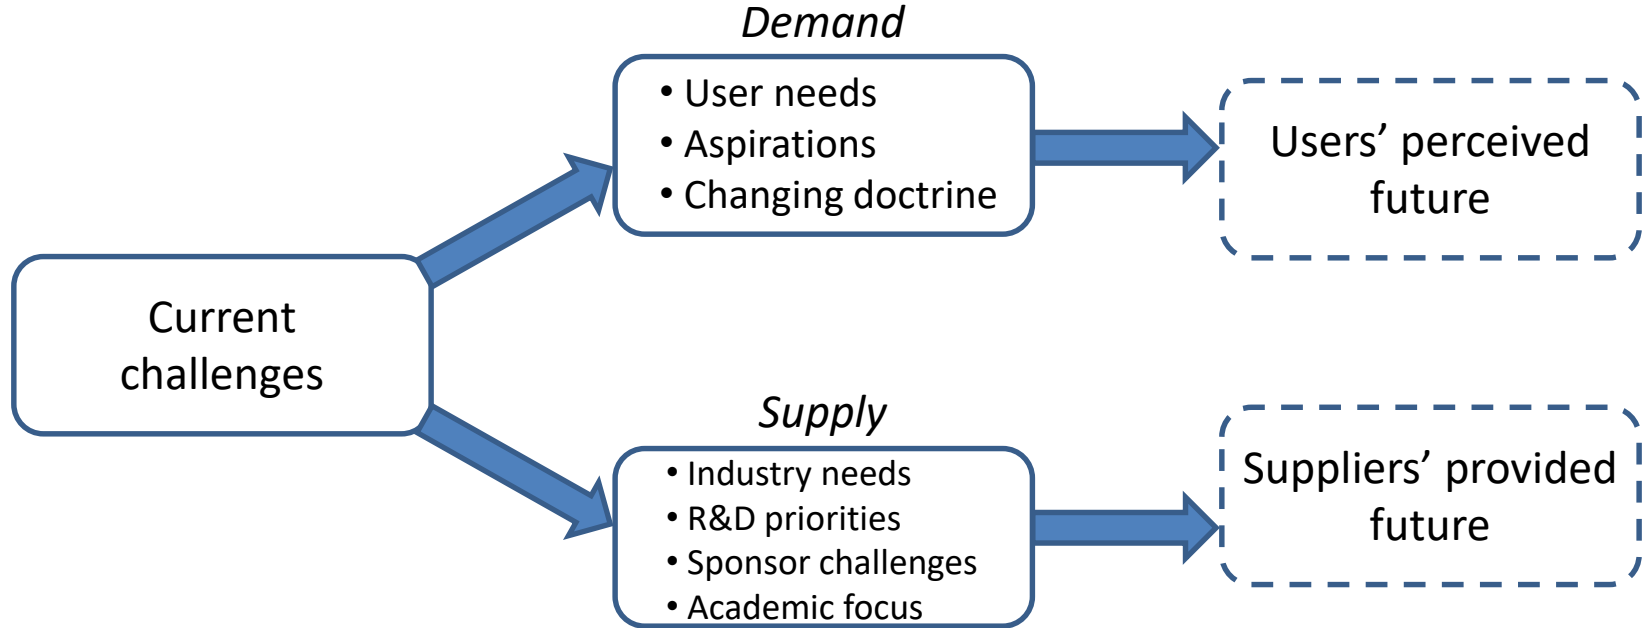 Demand
• User needs
• Aspirations
• Changing doctrine
Users’ perceived
future
Current
challenges
Supply
• Industry needs
• R&D priorities
• Sponsor challenges
• Academic focus
Suppliers’ provided
future